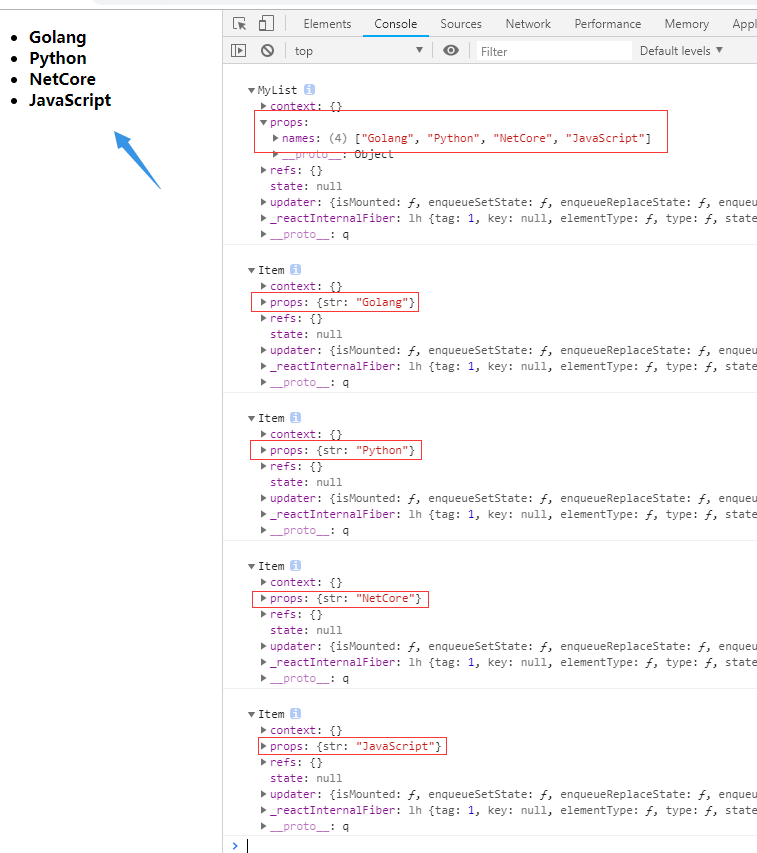 Golang
Python
NetCore
JavaScript
Elements Console Sources Network Performance Memory Appl
top Filter Default levels
MyList i
context: {}
props:
names: (4) ["Golang", "Python", "NetCore", "JavaScript"]
__proto__: Object
refs: {}
state: null
updater: {isMounted: ƒ, enqueueSetState: ƒ, enqueueReplaceState: ƒ, enqueu
_reactInternalFiber: lh {tag: 1, key: null, elementType: ƒ, type: ƒ, state
__proto__: q
Item i
context: {}
props: {str: "Golang"}
refs: {}
state: null
updater: {isMounted: ƒ, enqueueSetState: ƒ, enqueueReplaceState: ƒ, enqueu
_reactInternalFiber: lh {tag: 1, key: null, elementType: ƒ, type: ƒ, state
__proto__: q
Item i
context: {}
props: {str: "Python"}
refs: {}
state: null
updater: {isMounted: ƒ, enqueueSetState: ƒ, enqueueReplaceState: ƒ, enqueu
_reactInternalFiber: lh {tag: 1, key: null, elementType: ƒ, type: ƒ, state
__proto__: q
Item i
context: {}
props: {str: "NetCore"}
refs: {}
state: null
updater: {isMounted: ƒ, enqueueSetState: ƒ, enqueueReplaceState: ƒ, enqueu
_reactInternalFiber: lh {tag: 1, key: null, elementType: ƒ, type: ƒ, state
__proto__: q
Item i
context: {}
props: {str: "JavaScript"}
refs: {}
state: null
updater: {isMounted: ƒ, enqueueSetState: ƒ, enqueueReplaceState: ƒ, enqueu
_reactInternalFiber: lh {tag: 1, key: null, elementType: ƒ, type: ƒ, state
__proto__: q